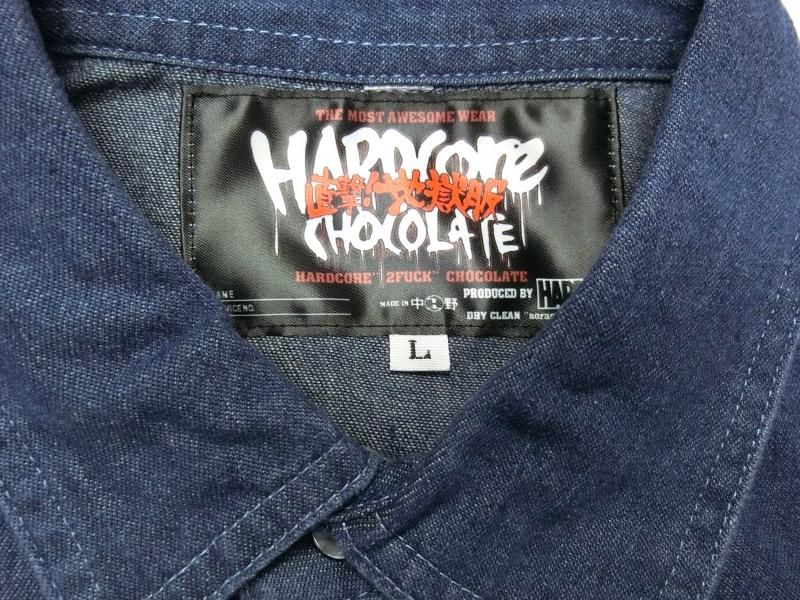 THE MOST AWESOME WEAR
HARDCORE
直撃!地獄版
CHOCOLATE
HARDCORE "2FUCK" CHOCOLATE
MADE IN 中野
PRODUCED BY
DRY CLEAN
L